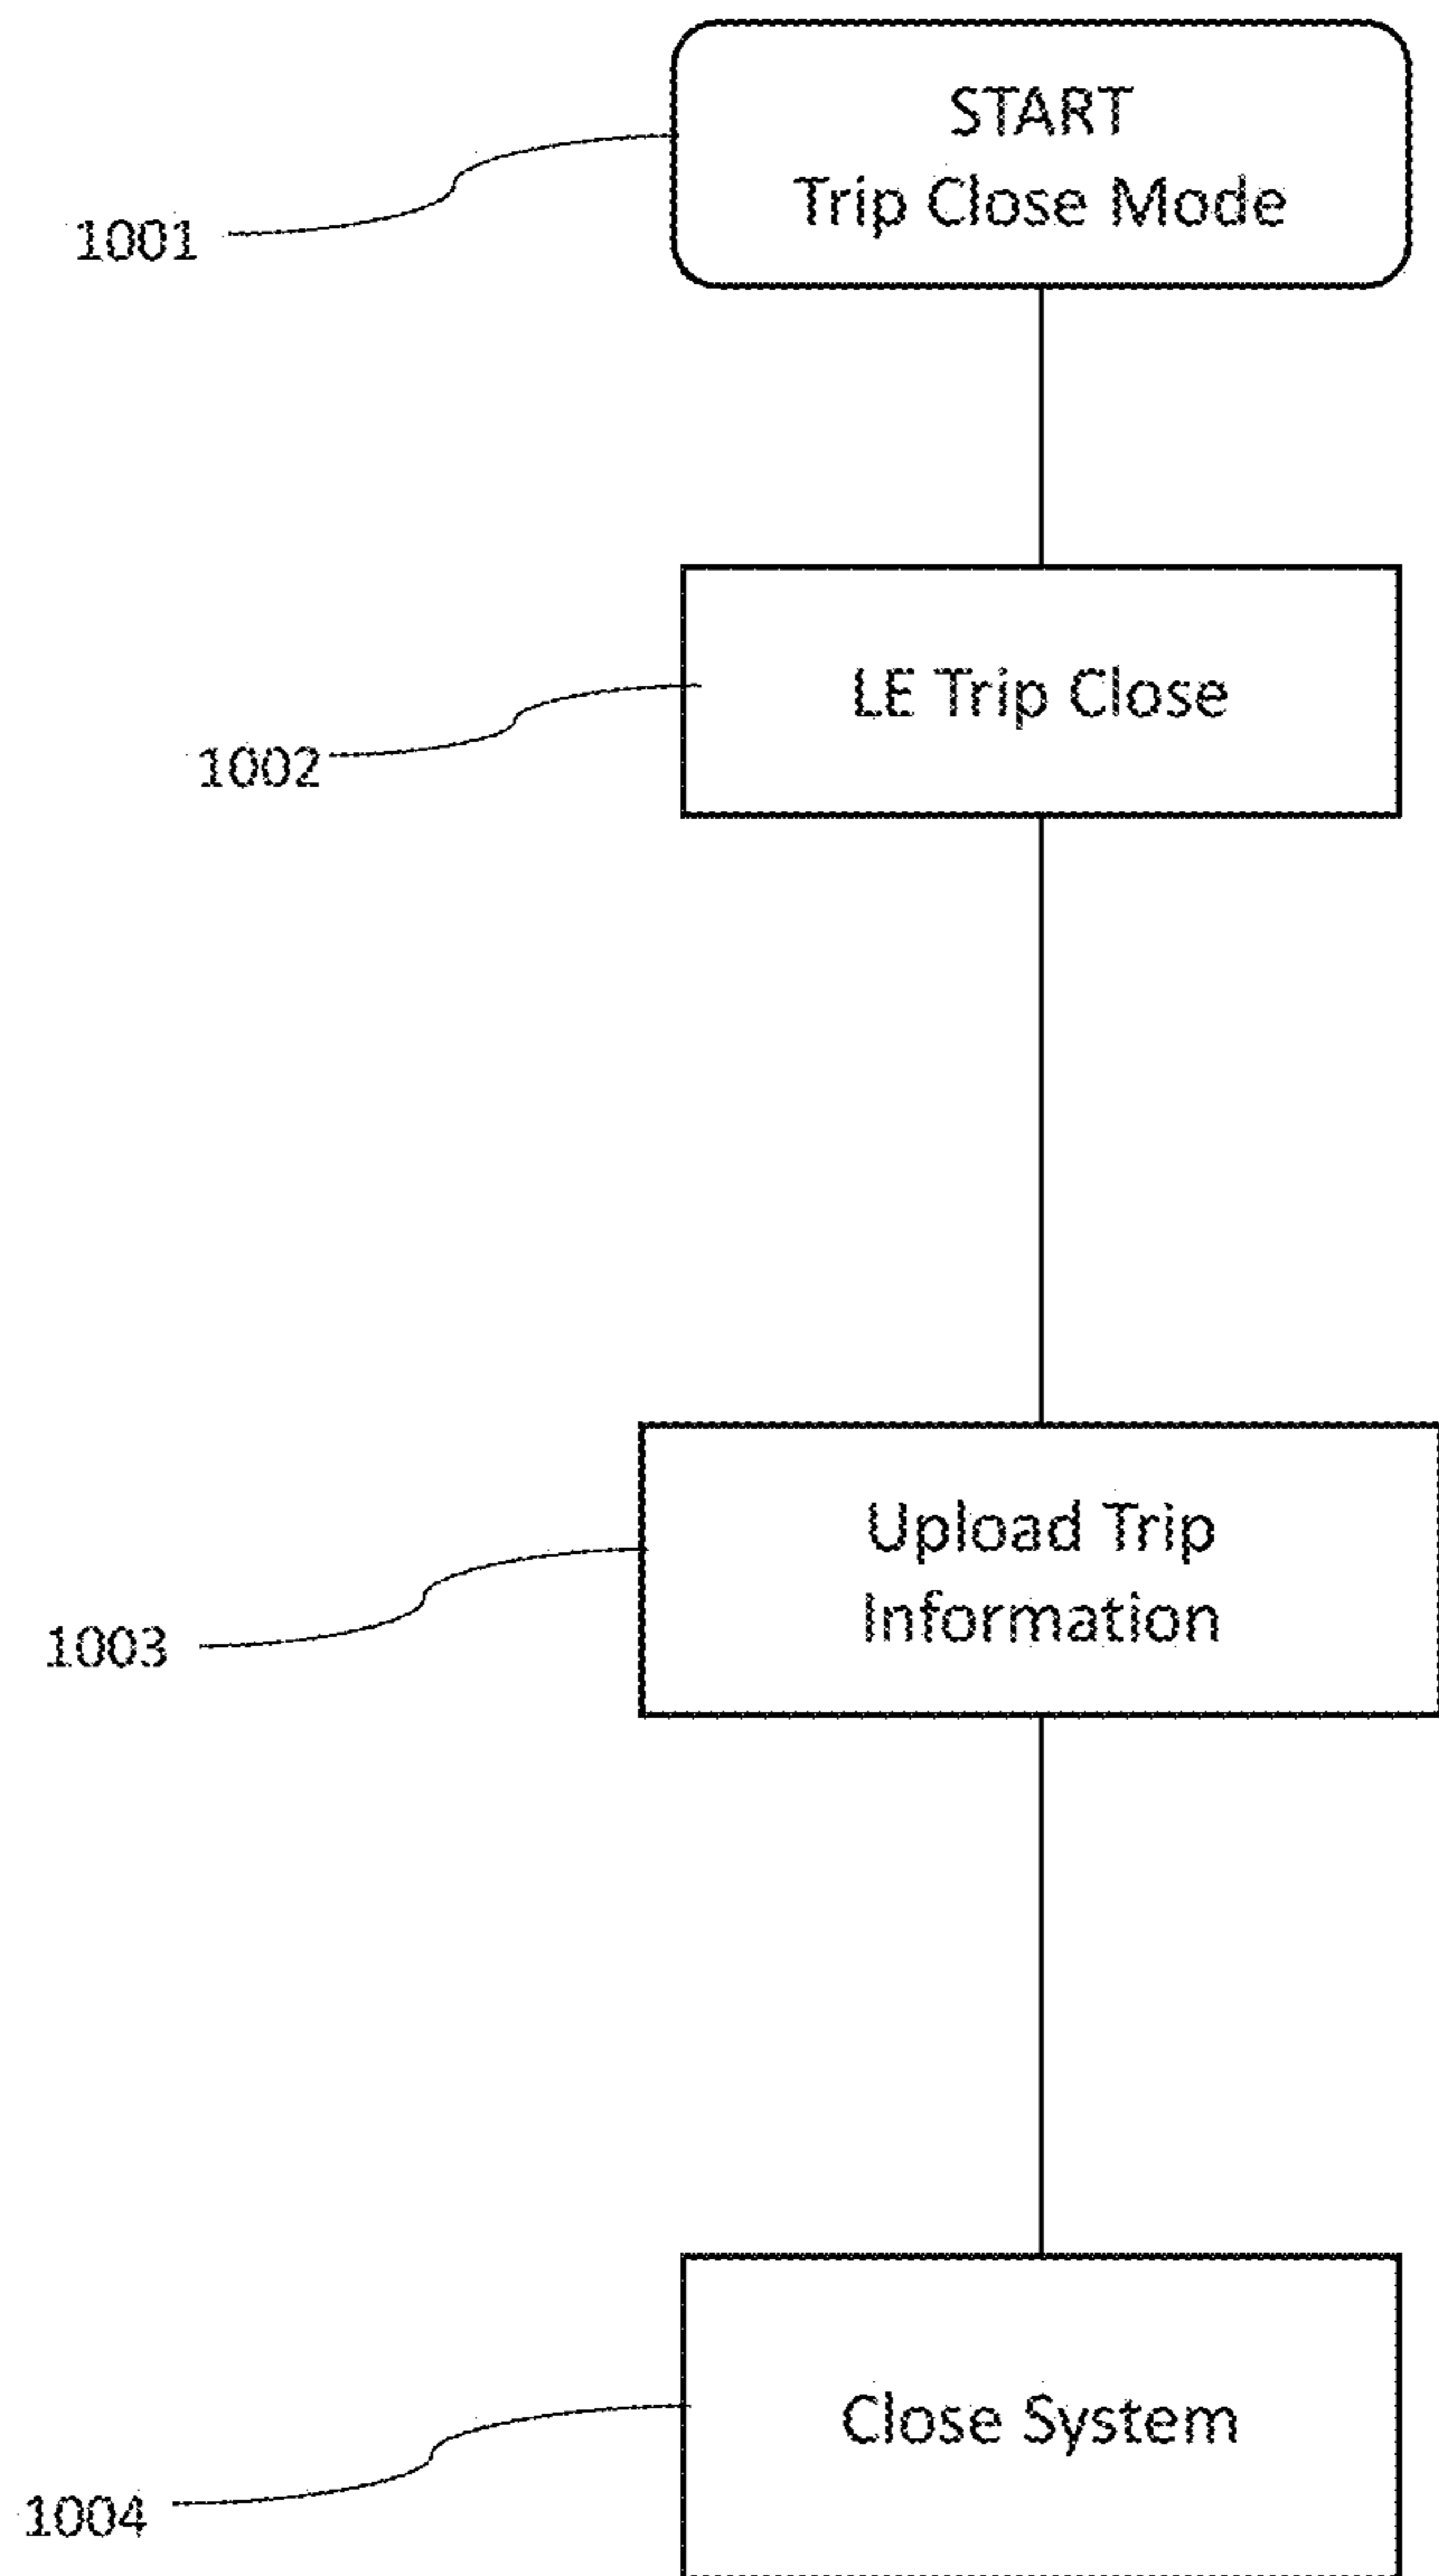 START
Trip Close Mode
1001
LE Trip Close
1002
Upload Trip
Information
1003
Close System
1004